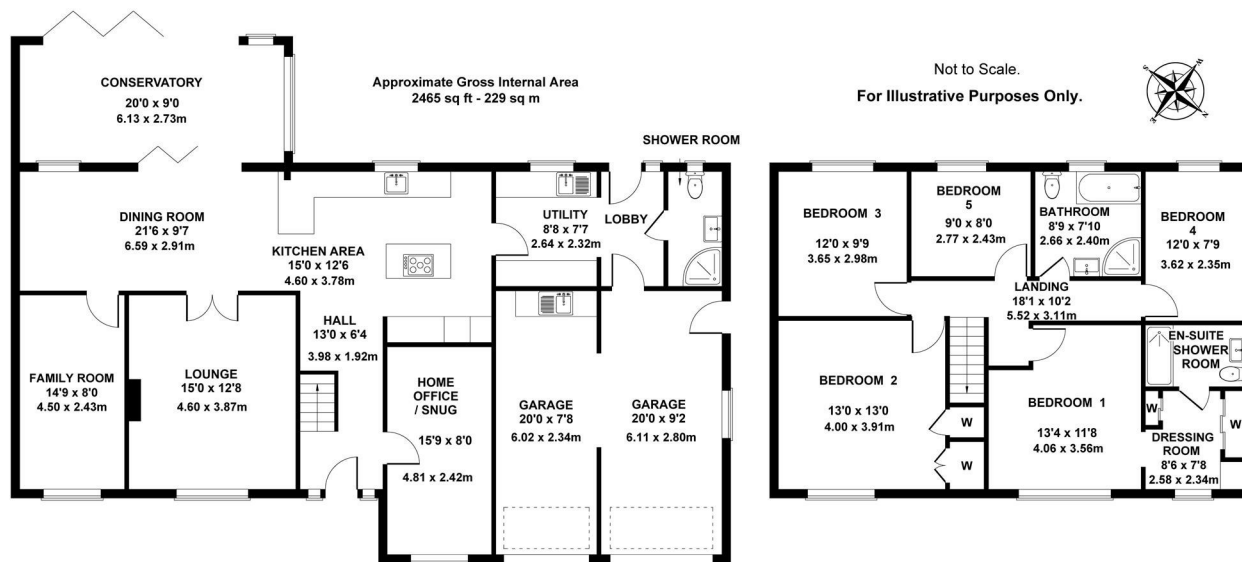 CONSERVATORY
20'0 x 9'0
6.13 x 2.73m
Approximate Gross Internal Area
2465 sq ft - 229 sq m
SHOWER ROOM
DINING ROOM
21'6 x 9'7
6.59 x 2.91m
KITCHEN AREA
15'0 x 12'6
4.60 x 3.78m
UTILITY
8'8 x 7'7
2.64 x 2.32m
LOBBY
HALL
13'0 x 6'4
3.98 x 1.92m
FAMILY ROOM
14'9 x 8'0
4.50 x 2.43m
LOUNGE
15'0 x 12'8
4.60 x 3.87m
HOME
OFFICE
/ SNUG
15'9 x 8'0
4.81 x 2.42m
GARAGE
20'0 x 7'8
6.02 x 2.34m
GARAGE
20'0 x 9'2
6.11 x 2.80m
Not to Scale.
For Illustrative Purposes Only.
S
W
E
N
BEDROOM 3
12'0 x 9'9
3.65 x 2.98m
BEDROOM
5
9'0 x 8'0
2.77 x 2.43m
BATHROOM
8'9 x 7'10
2.66 x 2.40m
BEDROOM
4
12'0 x 7'9
3.62 x 2.35m
LANDING
18'1 x 10'2
5.52 x 3.11m
EN-SUITE
SHOWER
ROOM
BEDROOM 2
13'0 x 13'0
4.00 x 3.91m
W
W
BEDROOM 1
13'4 x 11'8
4.06 x 3.56m
W
W
DRESSING
ROOM
8'6 x 7'8
2.58 x 2.34m